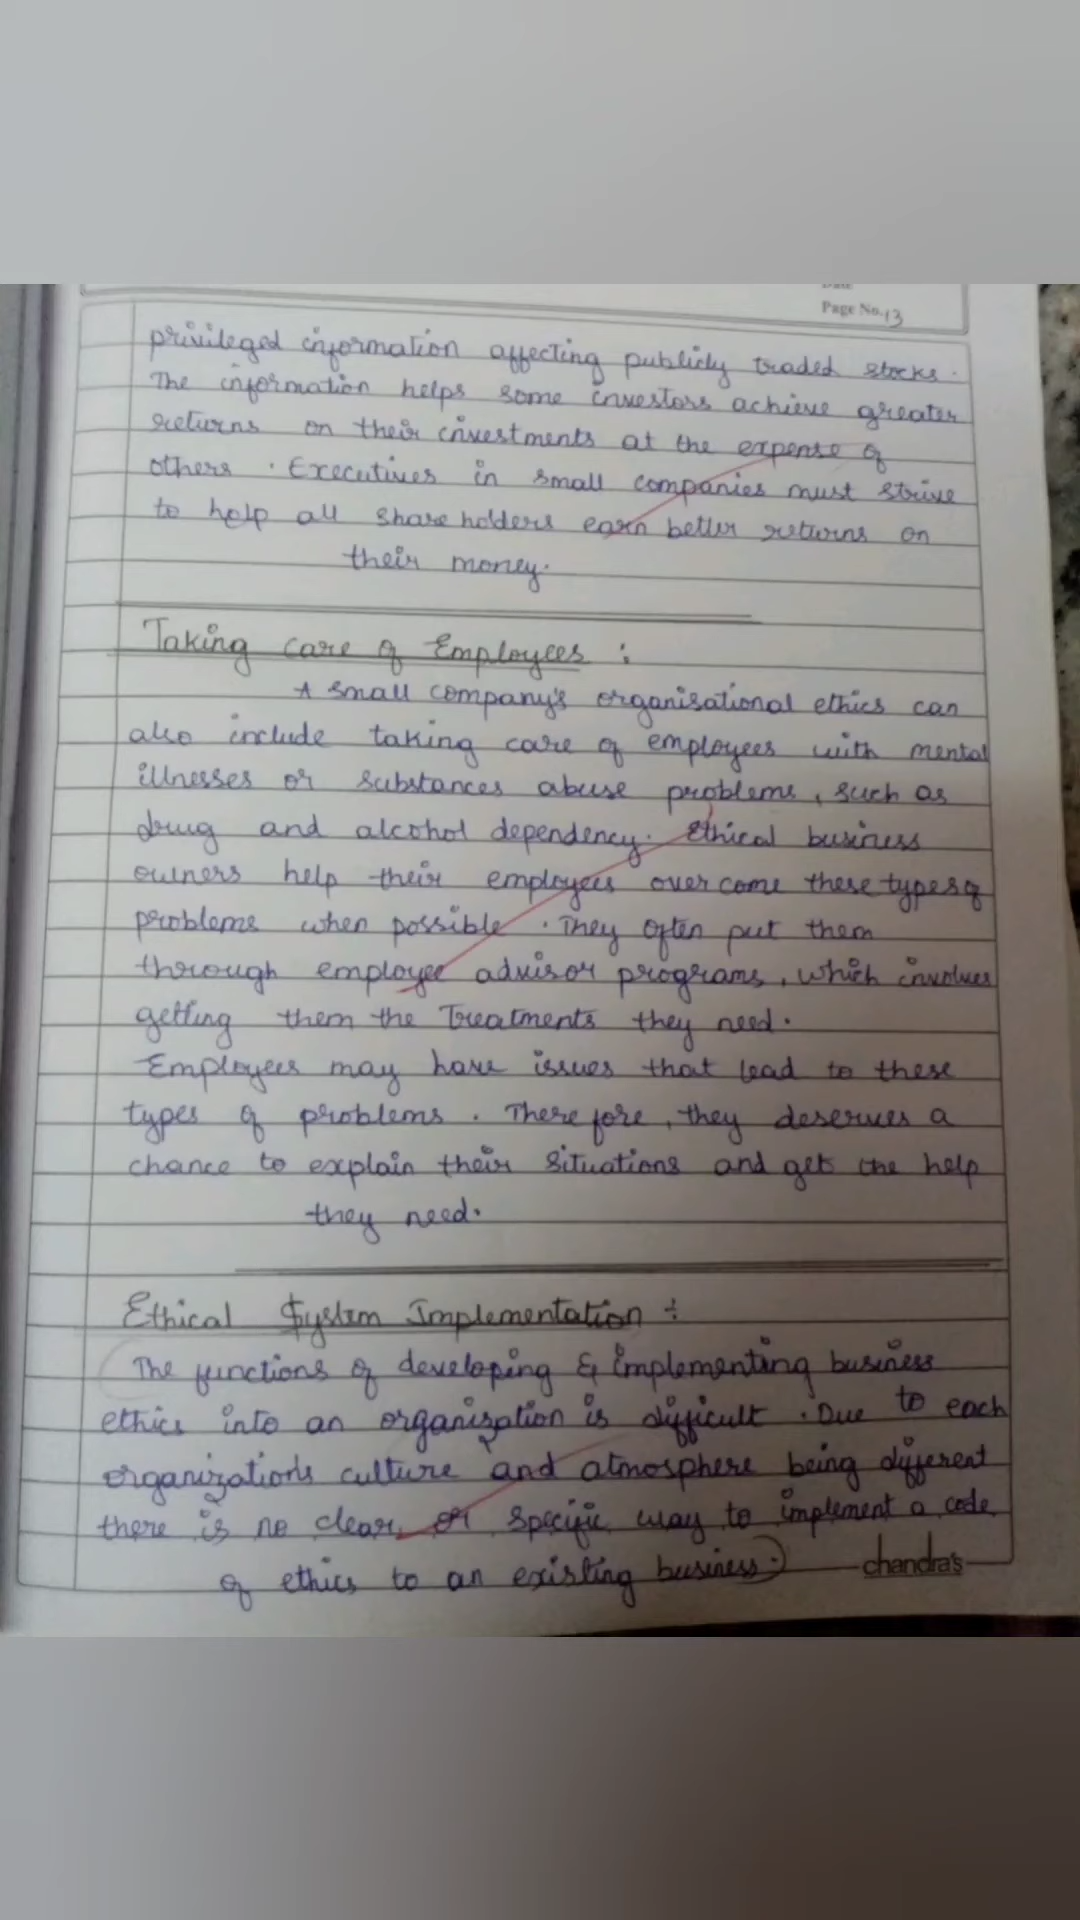 Page No. 13
privileged information affecting publicly traded stocks.
The information helps some investors achieve greater
returns on their investments at the expense of
others. Executives in small companies must strive
to help all share holders earn better returns on
their money.
Taking care of Employees :
A small company's organisational ethics can
also include taking care of employees with mental
illnesses or substances abuse problems, such as
drug and alcohol dependency. Ethical business
owners help their employees over come these types of
problems when possible. They often put them
through employee advisor programs, which involves
getting them the Treatments they need.
Employees may have issues that lead to these
types of problems. There fore, they deserves a
chance to explain their situations and get the help
they need.
Ethical System Implementation ÷
The functions of developing & implementing business
ethics into an organization is difficult. Due to each
organization's culture and atmosphere being different
there is no clear or specific way to implement a code
of ethics to an existing business.)
chandra's